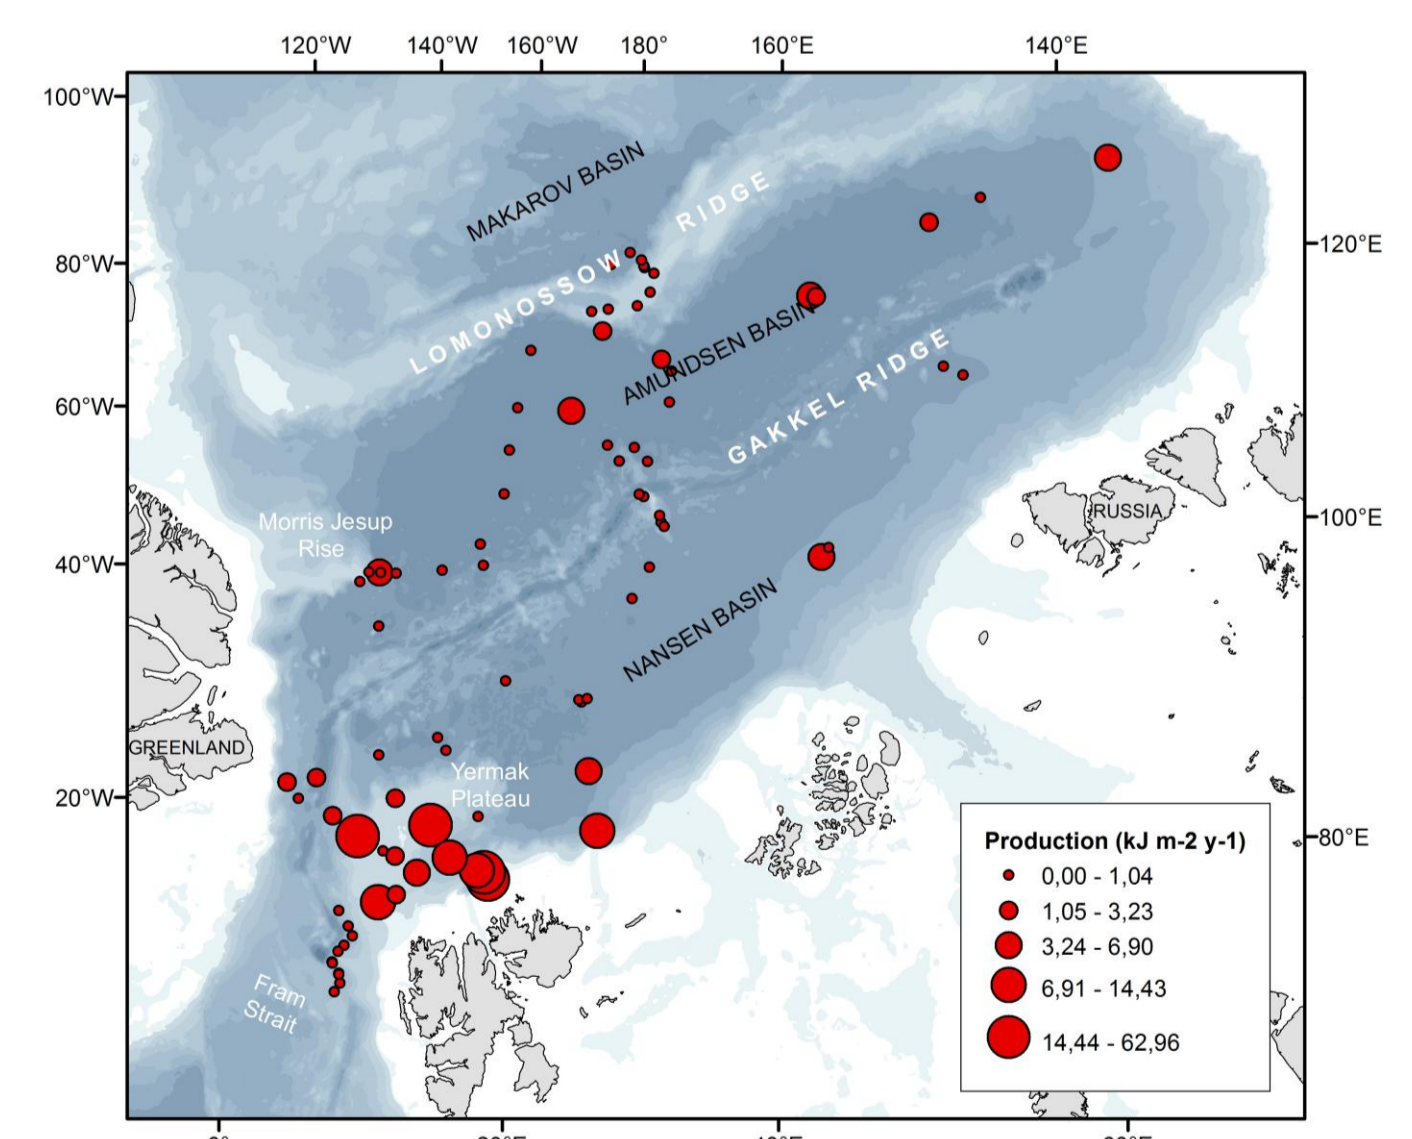 120°W 140°W 160°W 180° 160°E 140°E
100°W
MAKAROV BASIN
RIDGE
120°E
80°W
LOMONOSSOW
AMUNDSEN BASIN
GAKKEL RIDGE
60°W
RUSSIA
100°E
Morris Jesup
Rise
40°W
NANSEN BASIN
GREENLAND
Yermak
Plateau
20°W
80°E
Production (kJ m-2 y-1)
0,00 - 1,04
1,05 - 3,23
3,24 - 6,90
6,91 - 14,43
14,44 - 62,96
Fram
Strait